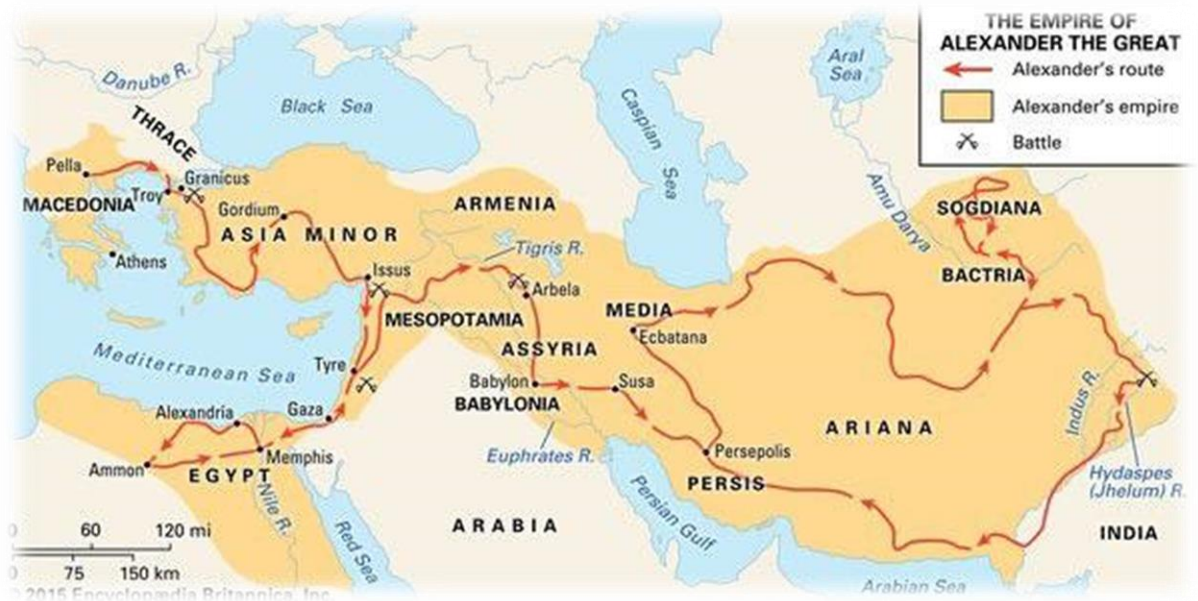 THE EMPIRE OF
ALEXANDER THE GREAT
Alexander's route
Alexander's empire
Battle
Danube R.
Black Sea
Caspian Sea
Aral
Sea
THRACE
Pella
Granicus
Troy
MACEDONIA
Gordium
ASIA MINOR
Athens
ARMENIA
Tigris R.
Amu Darya
SOGDIANA
BACTRIA
Issus
Arbela
MESOPOTAMIA
MEDIA
Ecbatana
ASSYRIA
Mediterranean Sea
Tyre
Babylon
BABYLONIA
Susa
Alexandria
Gaza
Euphrates R.
ARIANA
Indus R.
Ammon
EGYPT
Memphis
Nile R.
Persepolis
PERSIS
Hydaspes
(Jhelum) R.
Persian Gulf
Red Sea
ARABIA
INDIA
Arabian Sea
0 60 120 mi
0 75 150 km
2015 Encyclopædia Britannica, Inc.